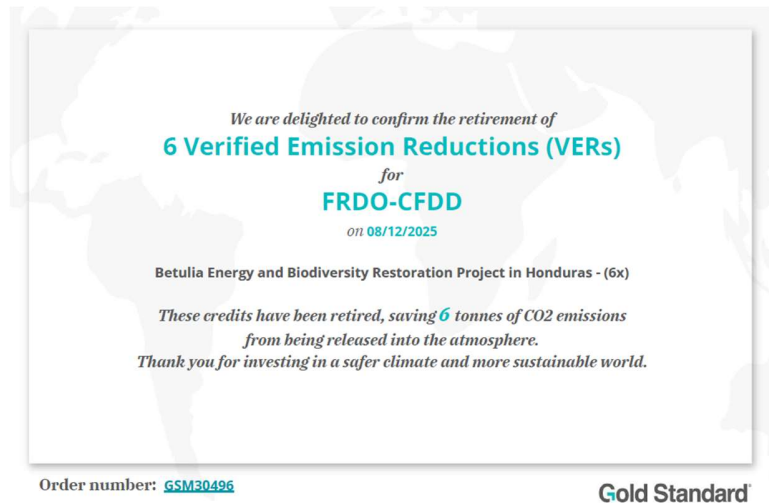 We are delighted to confirm the retirement of
6 Verified Emission Reductions (VERs)
for
FRDO-CFDD
on 08/12/2025
Betulia Energy and Biodiversity Restoration Project in Honduras - (6x)
These credits have been retired, saving 6 tonnes of CO2 emissions
from being released into the atmosphere.
Thank you for investing in a safer climate and more sustainable world.
Order number: GSM30496
Gold Standard